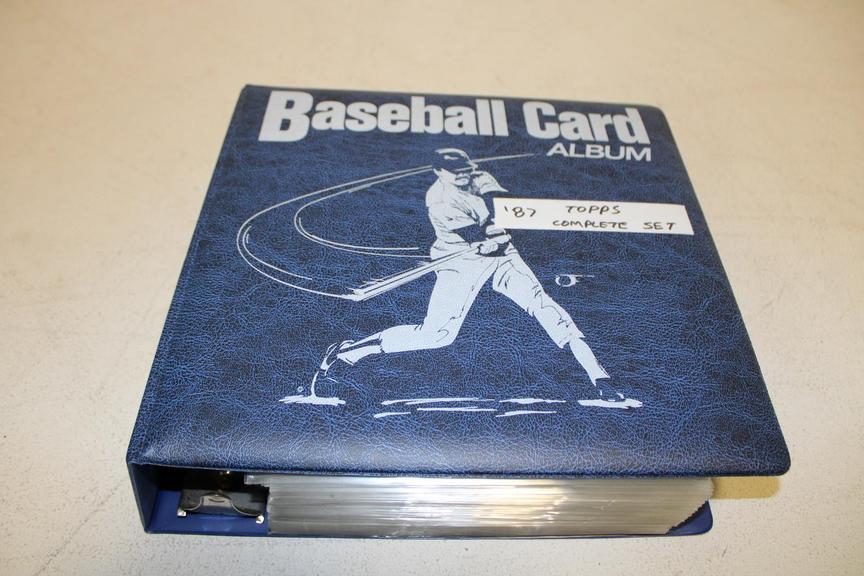 Baseball Card
ALBUM
'87 TOPPS
COMPLETE SET